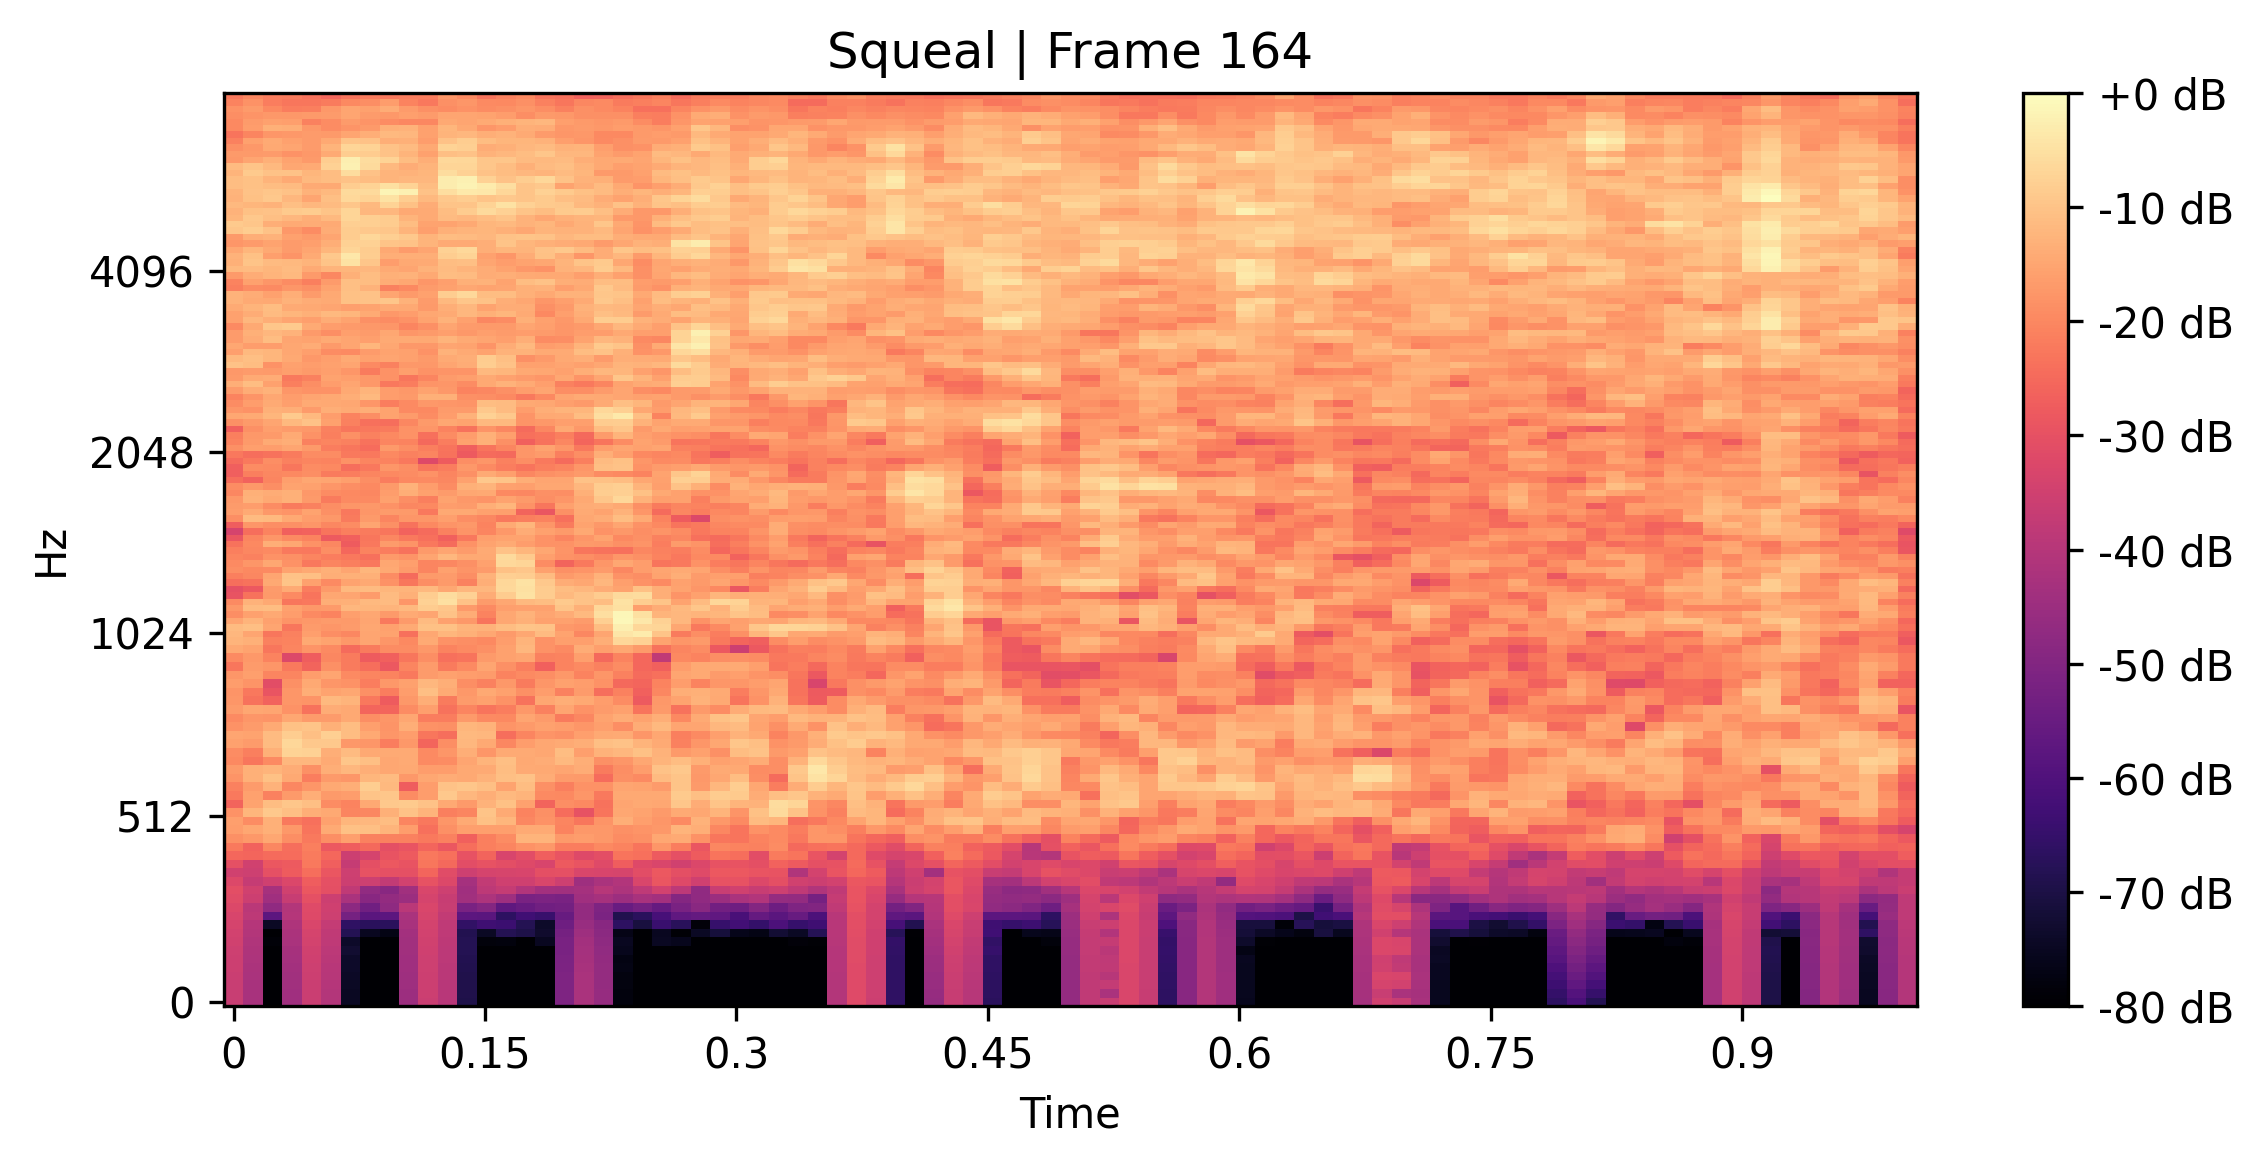 Squeal | Frame 164
Hz
4096
2048
1024
512
0
0 0.15 0.3 0.45 0.6 0.75 0.9
Time
+0 dB
-10 dB
-20 dB
-30 dB
-40 dB
-50 dB
-60 dB
-70 dB
-80 dB